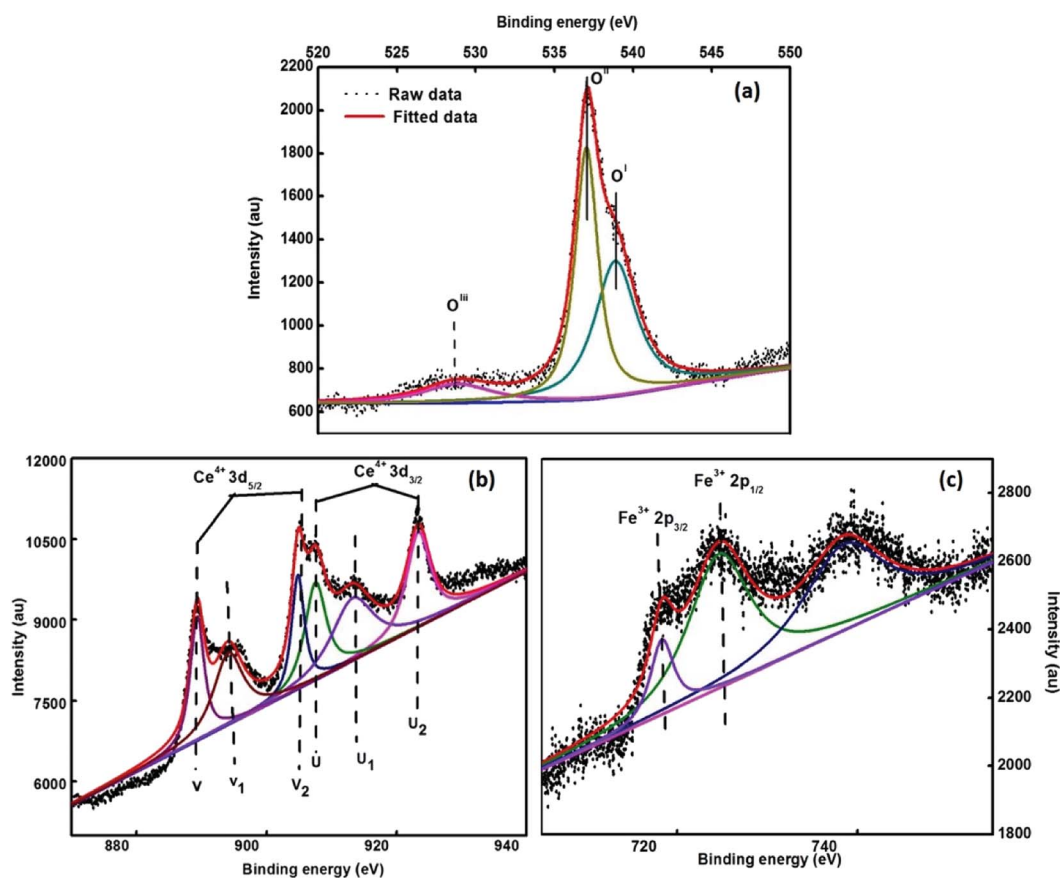 Binding energy (eV)
520 525 530 535 540 545 550
2200
2000
1800
1600
1400
1200
1000
800
600
Intensity (au)
Raw data
Fitted data
(a)
Oⁱⁱ
Oᴵ
Oᴵⁱⁱ
12000
10500
9000
7500
6000
Intensity (au)
Ce⁴⁺ 3d₅/₂
Ce⁴⁺ 3d₃/₂
(b)
v
v₁
V₂
U
U₁
U₂
880 900 920 940
Binding energy (eV)
(c)
Fe³⁺ 2p₁/₂
Fe³⁺ 2p₃/₂
2800
2600
2400
2200
2000
1800
Intensity (au)
720 740
Binding energy (eV)